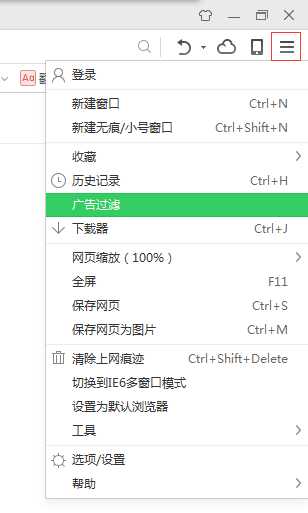 Aa 翻
登录
新建窗口 Ctrl+N
新建无痕/小号窗口 Ctrl+Shift+N
收藏
历史记录 Ctrl+H
广告过滤
下载器 Ctrl+J
网页缩放（100%）
全屏 F11
保存网页 Ctrl+S
保存网页为图片 Ctrl+M
清除上网痕迹 Ctrl+Shift+Delete
切换到IE6多窗口模式
设置为默认浏览器
工具
选项/设置
帮助